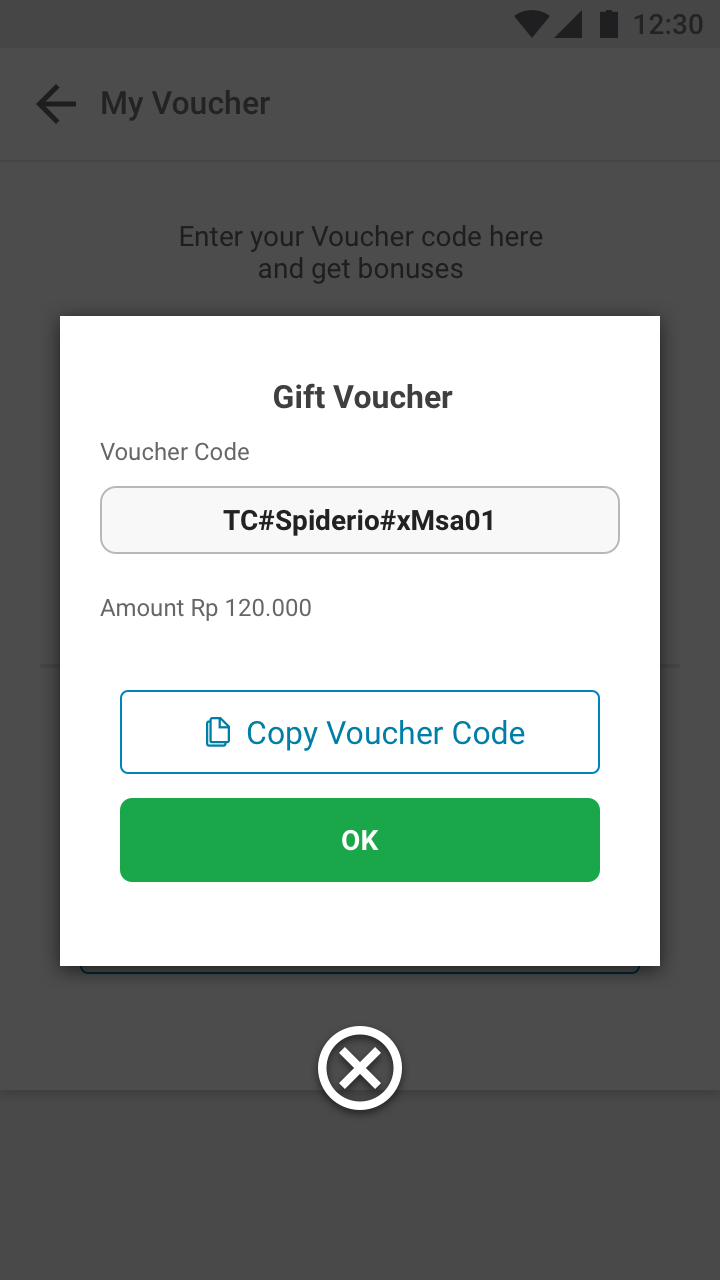 12:30
My Voucher
Enter your Voucher code here
and get bonuses
Gift Voucher
Voucher Code
TC#Spiderio#xMsa01
Amount Rp 120.000
Copy Voucher Code
OK